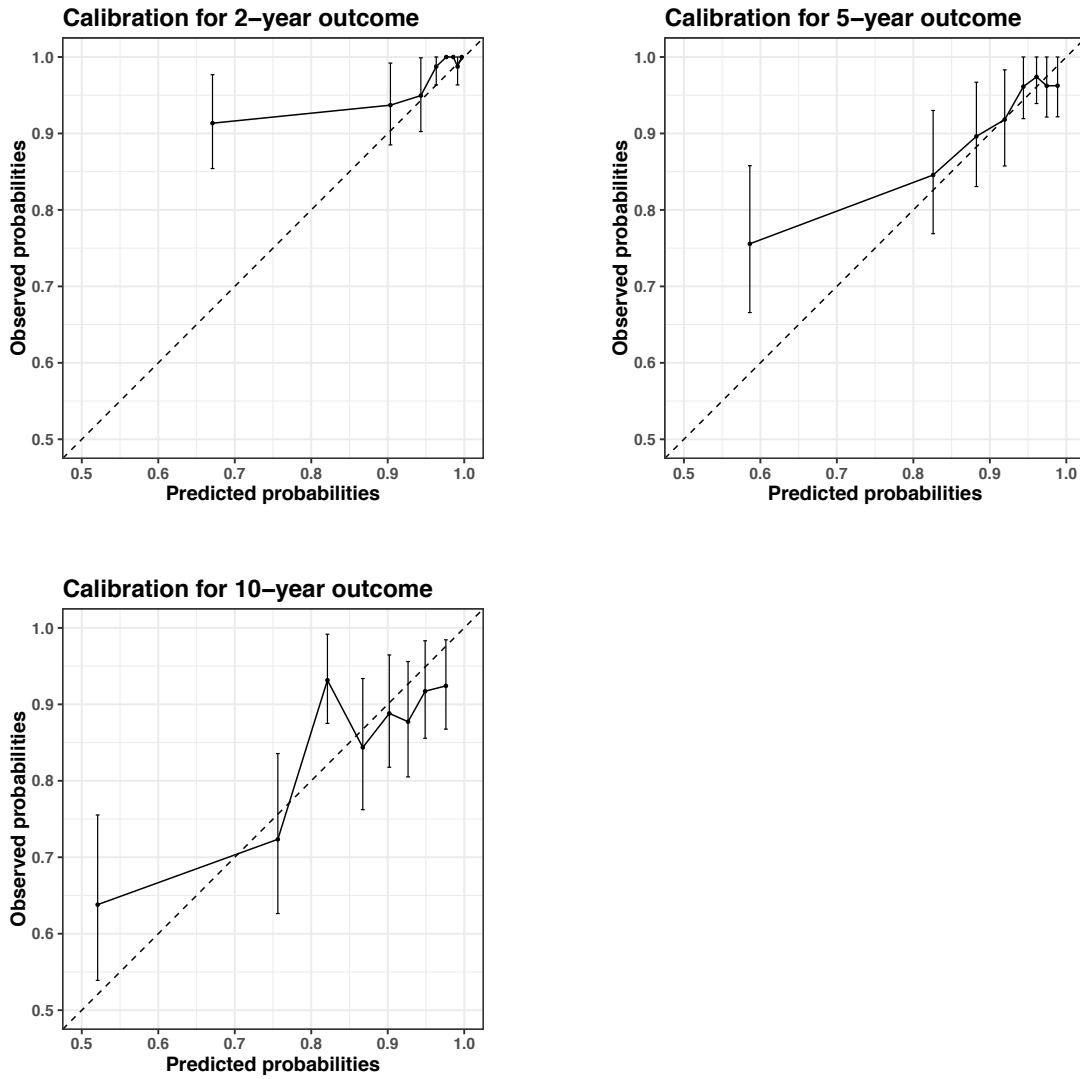 Calibration for 2−year outcome
Observed probabilities
1.0
0.9
0.8
0.7
0.6
0.5
0.5 0.6 0.7 0.8 0.9 1.0
Predicted probabilities
Calibration for 5−year outcome
Observed probabilities
1.0
0.9
0.8
0.7
0.6
0.5
0.5 0.6 0.7 0.8 0.9 1.0
Predicted probabilities
Calibration for 10−year outcome
Observed probabilities
1.0
0.9
0.8
0.7
0.6
0.5
0.5 0.6 0.7 0.8 0.9 1.0
Predicted probabilities